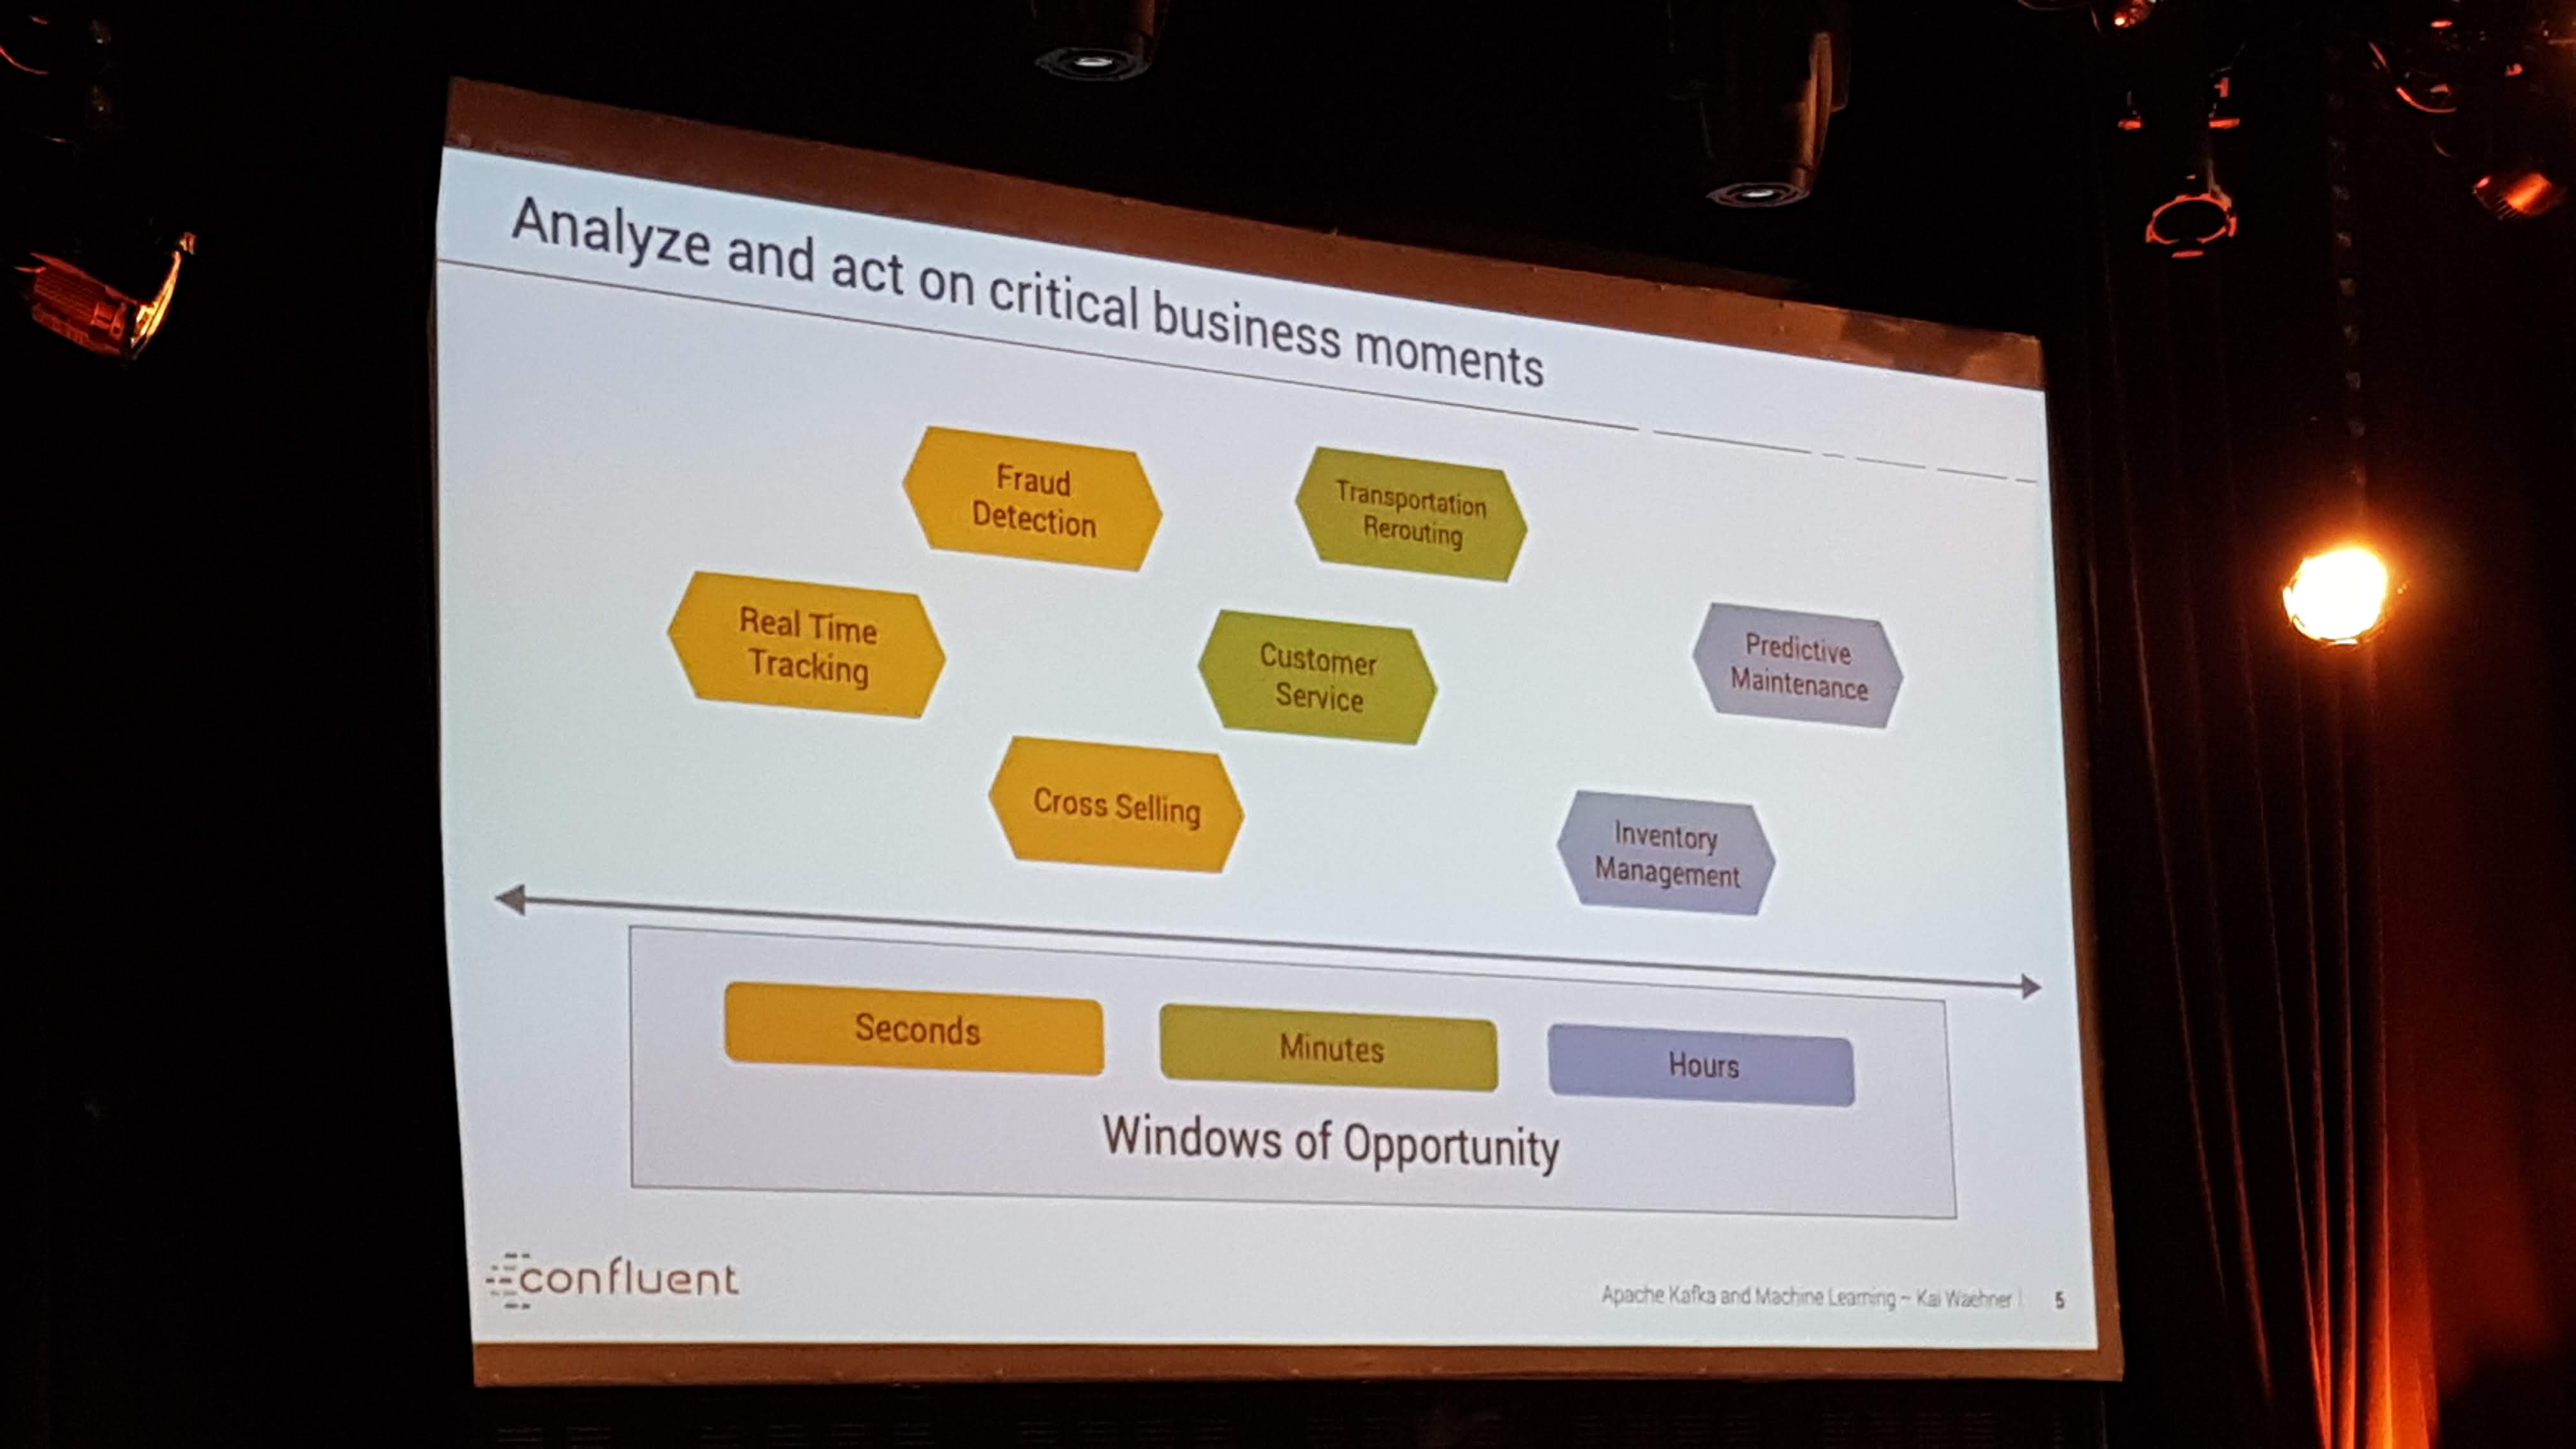 Analyze and act on critical business moments
Fraud
Detection
Transportation
Rerouting
Real Time
Tracking
Customer
Service
Predictive
Maintenance
Cross Selling
Inventory
Management
Seconds
Minutes
Hours
Windows of Opportunity
confluent
Apache Kafka and Machine Learning – Kai Waehner | 5